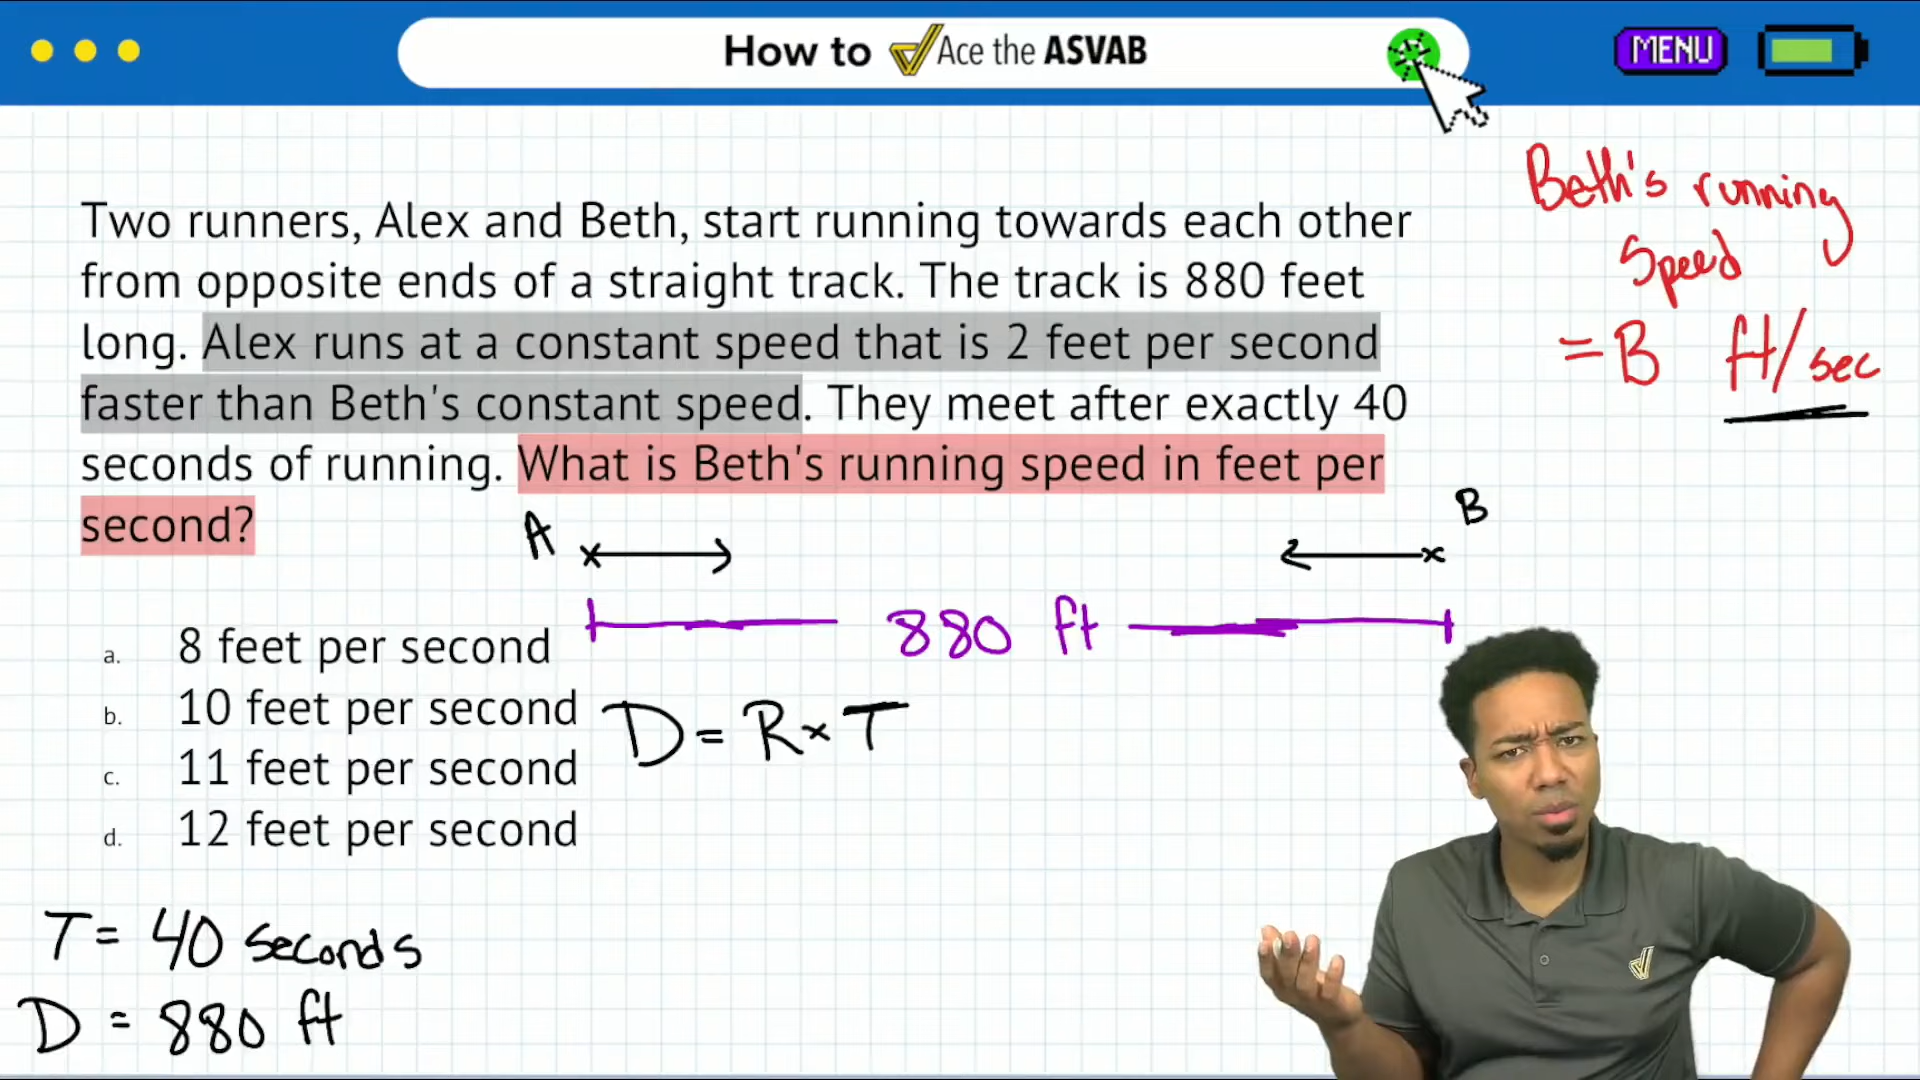 How to Ace the ASVAB
MENU
Two runners, Alex and Beth, start running towards each other
from opposite ends of a straight track. The track is 880 feet
long. Alex runs at a constant speed that is 2 feet per second
faster than Beth's constant speed. They meet after exactly 40
seconds of running. What is Beth's running speed in feet per
second?
Beth's running
Speed
= B ft/sec
A
B
880 ft
a. 8 feet per second
b. 10 feet per second
c. 11 feet per second
d. 12 feet per second
D = R x T
T = 40 seconds
D = 880 ft